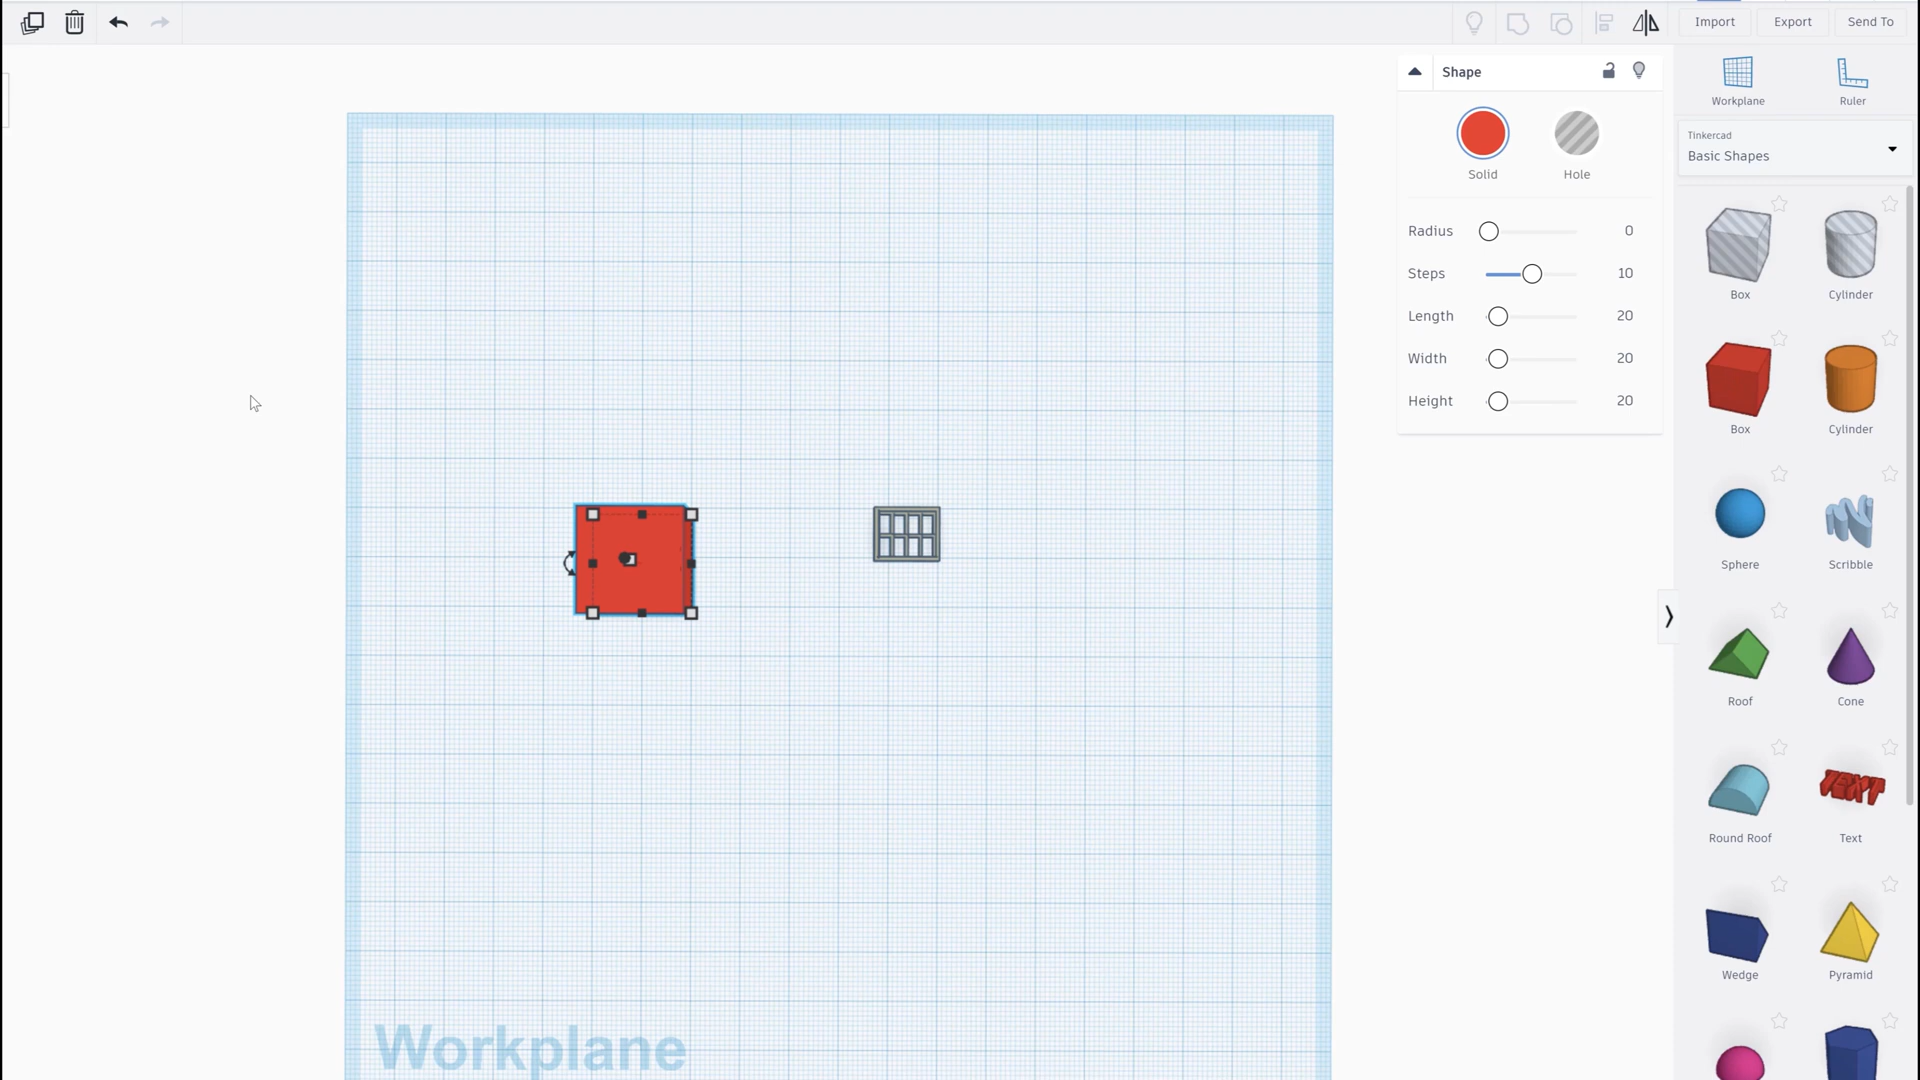 Import
Export
Send To
Shape
Workplane
Ruler
Tinkercad
Basic Shapes
Solid
Hole
Radius 0
Steps 10
Length 20
Width 20
Height 20
Box
Cylinder
Box
Cylinder
Sphere
Scribble
Roof
Cone
TEXT
Round Roof
Text
Wedge
Pyramid
Workplane